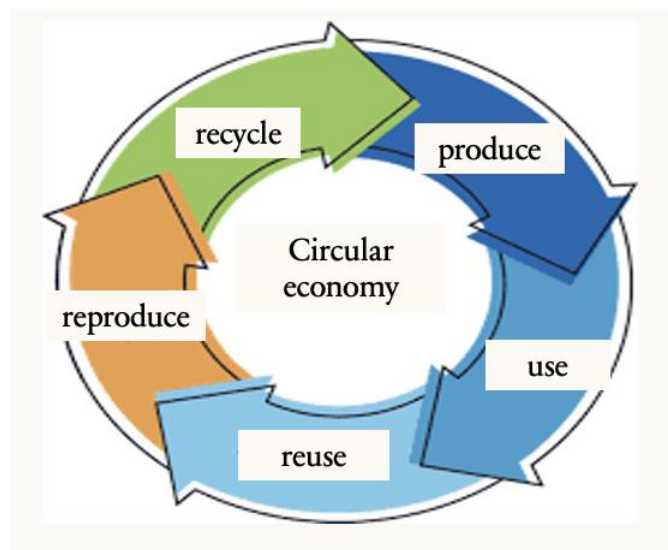 recycle
produce
Circular
economy
reproduce
use
reuse